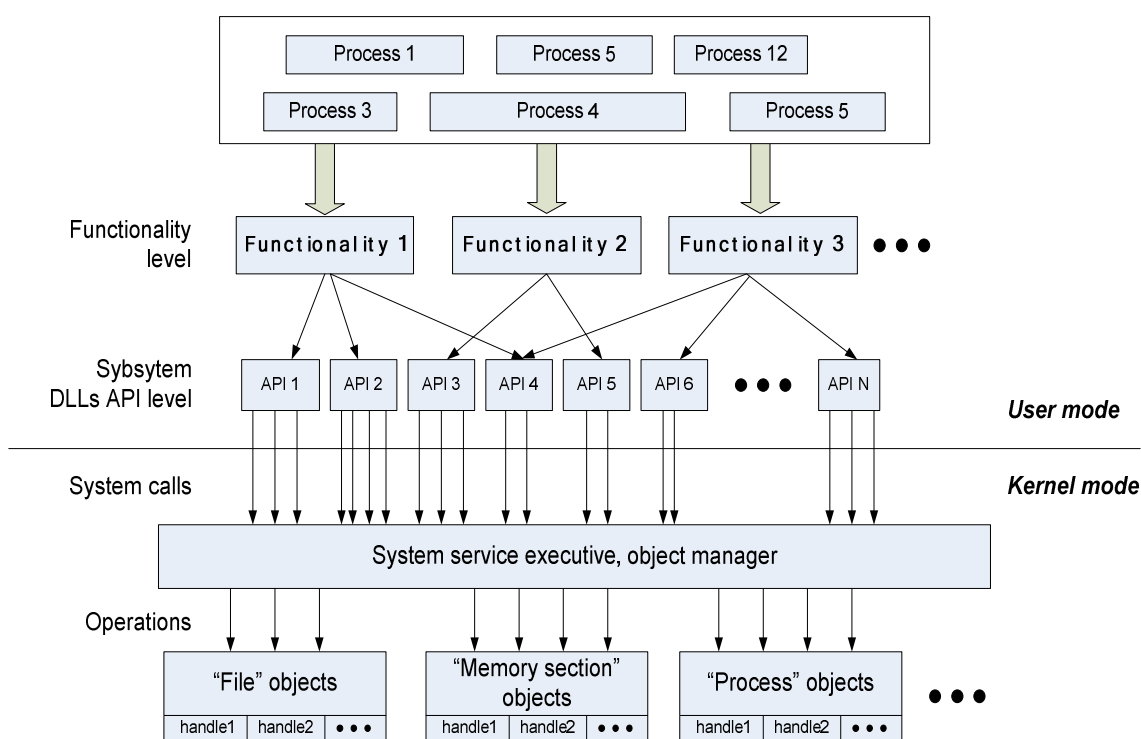 Process 1
Process 5
Process 12
Process 3
Process 4
Process 5
Functionality
level
Functionality 1
Functionality 2
Functionality 3
•••
Sybsytem
DLLs API level
API 1
API 2
API 3
API 4
API 5
API 6
•••
API N
User mode
System calls
Kernel mode
System service executive, object manager
Operations
“File” objects
“Memory section”
objects
“Process” objects
•••
handle1
handle2
•••
handle1
handle2
•••
handle1
handle2
•••